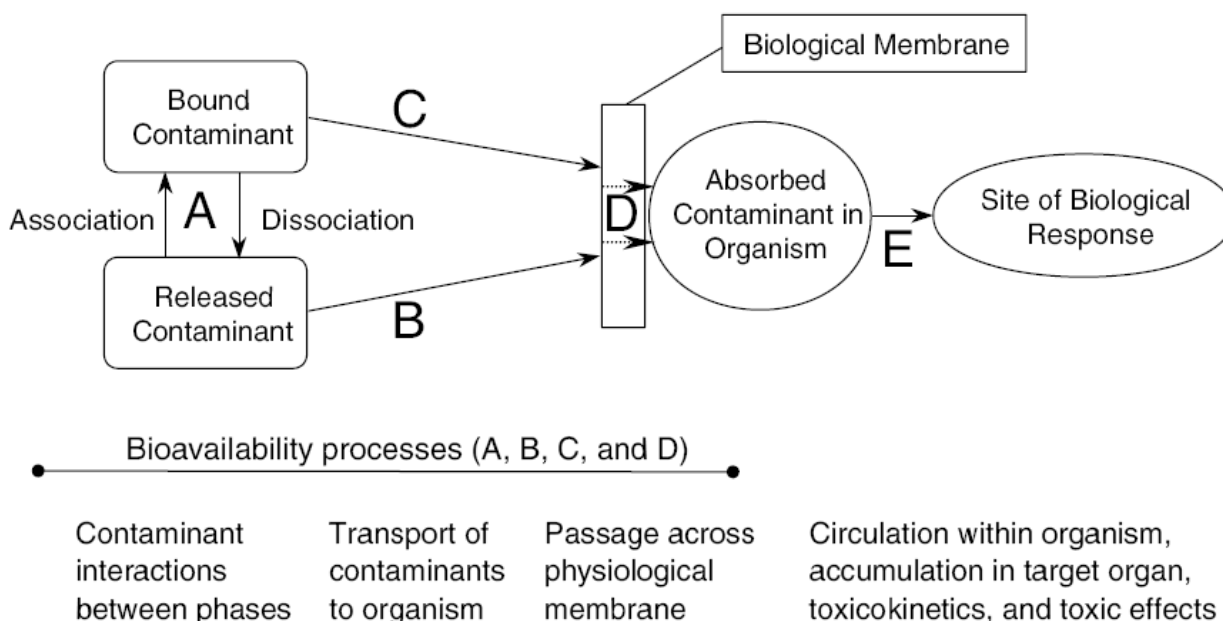 Biological Membrane
Bound
Contaminant
C
Association
A
Dissociation
Released
Contaminant
B
D
Absorbed
Contaminant in
Organism
E
Site of Biological
Response
Bioavailability processes (A, B, C, and D)
Contaminant
interactions
between phases
Transport of
contaminants
to organism
Passage across
physiological
membrane
Circulation within organism,
accumulation in target organ,
toxicokinetics, and toxic effects